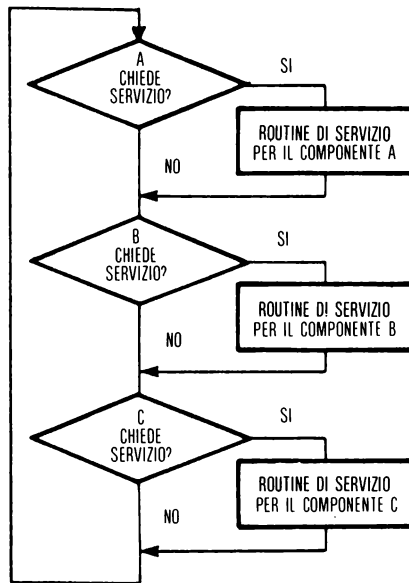 A
CHIEDE
SERVIZIO?
SI
ROUTINE DI SERVIZIO
PER IL COMPONENTE A
NO
B
CHIEDE
SERVIZIO?
SI
ROUTINE DI SERVIZIO
PER IL COMPONENTE B
NO
C
CHIEDE
SERVIZIO?
SI
ROUTINE DI SERVIZIO
PER IL COMPONENTE C
NO